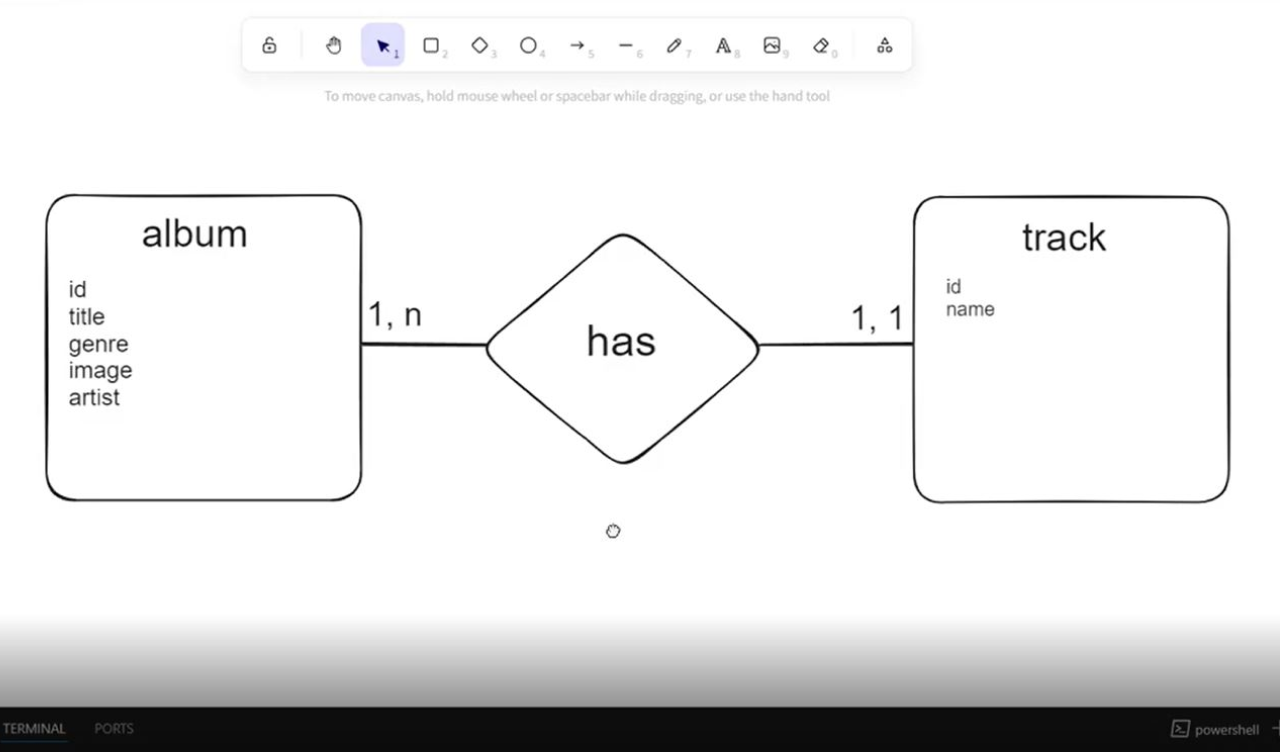 1 2 3 4 5 6 7 8 9 0
To move canvas, hold mouse wheel or spacebar while dragging, or use the hand tool
album
id
title
genre
image
artist
1, n
has
1, 1
track
id
name
TERMINAL PORTS
powershell